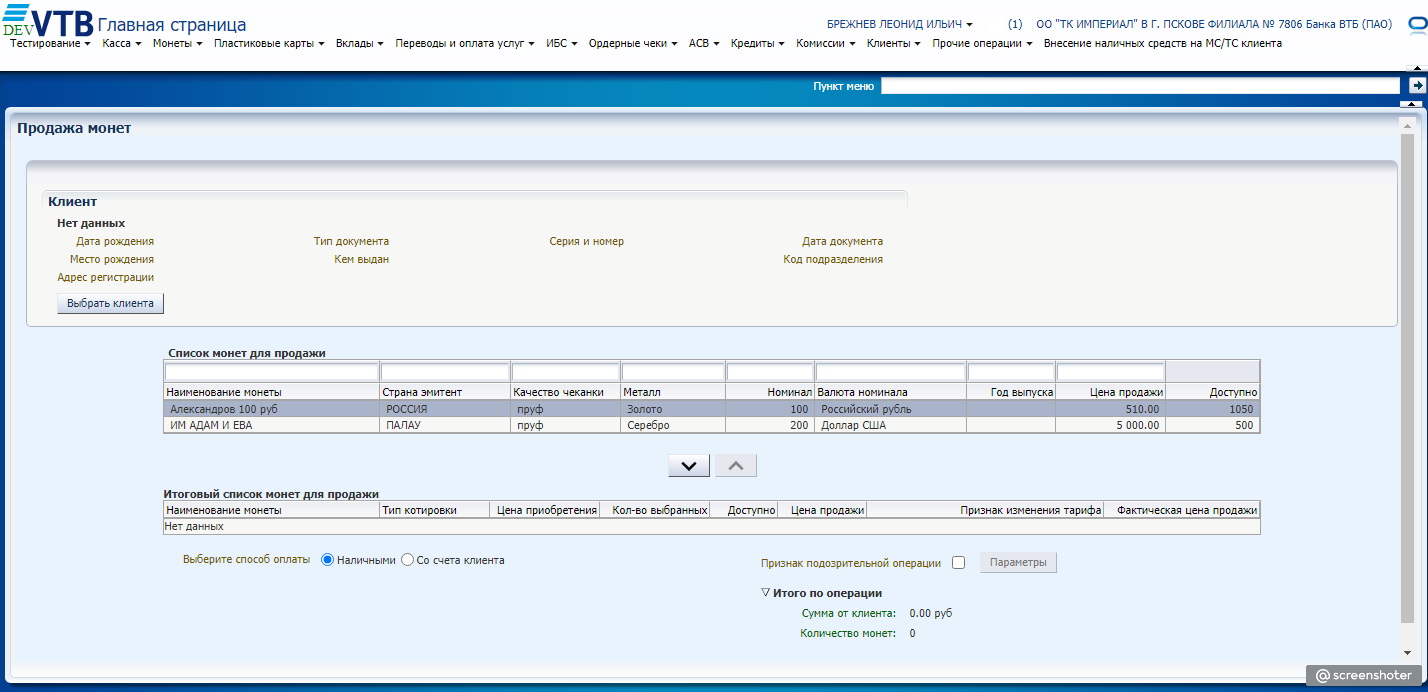 DEV VTB Главная страница
БРЕЖНЕВ ЛЕОНИД ИЛЬИЧ (1) ОО "ТК ИМПЕРИАЛ" В Г. ПСКОВЕ ФИЛИАЛА № 7806 Банка ВТБ (ПАО)
Тестирование Касса Монеты Пластиковые карты Вклады Переводы и оплата услуг ИБС Ордерные чеки АСВ Кредиты Комиссии Клиенты Прочие операции Внесение наличных средств на МС/ТС клиента
Пункт меню
Продажа монет
Клиент
Нет данных
Дата рождения Тип документа Серия и номер Дата документа
Место рождения Кем выдан Код подразделения
Адрес регистрации
Выбрать клиента
Список монет для продажи
Наименование монеты Страна эмитент Качество чеканки Металл Номинал Валюта номинала Год выпуска Цена продажи Доступно
Александров 100 руб РОССИЯ пруф Золото 100 Российский рубль 510.00 1050
ИМ АДАМ И ЕВА ПАЛАУ пруф Серебро 200 Доллар США 5 000.00 500
Итоговый список монет для продажи
Наименование монеты Тип котировки Цена приобретения Кол-во выбранных Доступно Цена продажи Признак изменения тарифа Фактическая цена продажи
Нет данных
Выберите способ оплаты Наличными Со счета клиента
Признак подозрительной операции Параметры
Итого по операции
Сумма от клиента: 0.00 руб
Количество монет: 0
@screenshoter